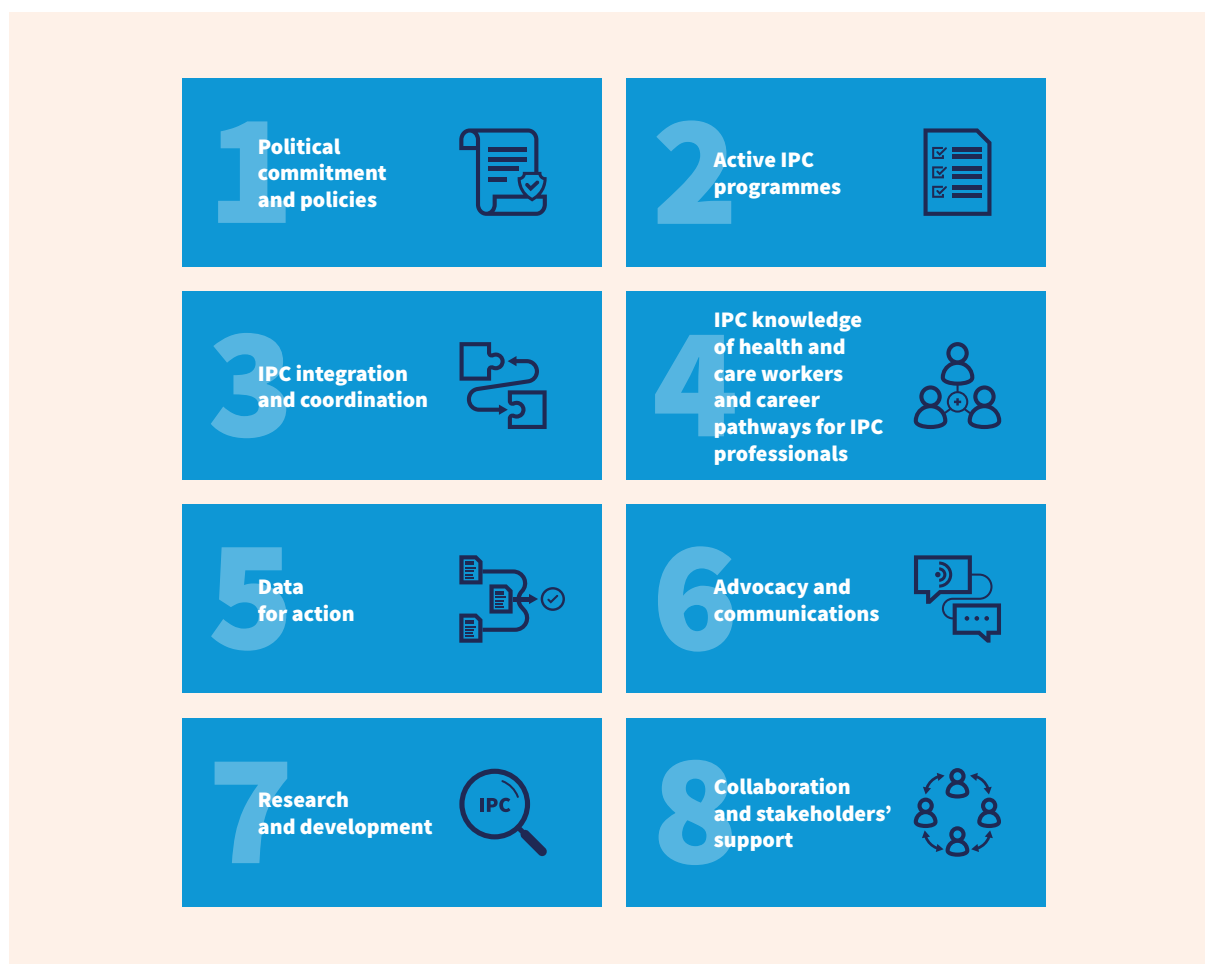 1
Political
commitment
and policies
2
Active IPC
programmes
3
IPC integration
and coordination
4
IPC knowledge
of health and
care workers
and career
pathways for IPC
professionals
5
Data
for action
6
Advocacy and
communications
7
Research
and development
IPC
8
Collaboration
and stakeholders’
support